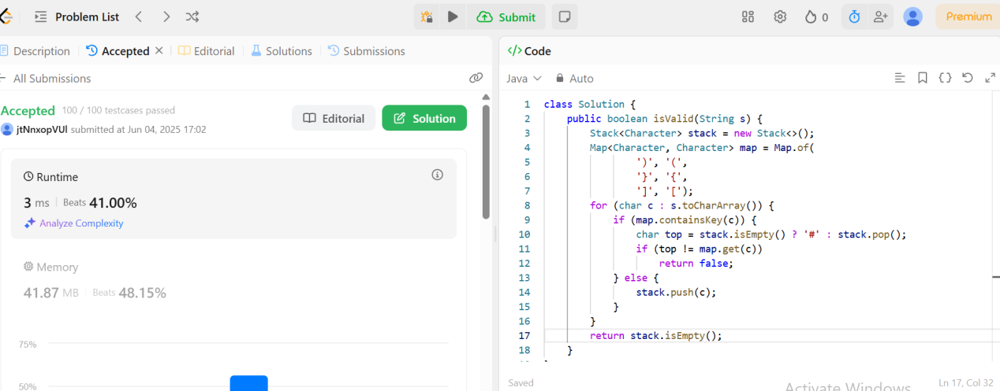 Problem List
Submit
0
Premium
Description
Accepted
Editorial
Solutions
Submissions
All Submissions
Accepted 100 / 100 testcases passed
jtNnxopVUl submitted at Jun 04, 2025 17:02
Editorial
Solution
Runtime
3 ms Beats 41.00%
Analyze Complexity
Memory
41.87 MB Beats 48.15%
75%
50%
</> Code
Java Auto
1 class Solution {
2 public boolean isValid(String s) {
3 Stack<Character> stack = new Stack<>();
4 Map<Character, Character> map = Map.of(
5 ')', '(',
6 '}', '{',
7 ']', '[');
8 for (char c : s.toCharArray()) {
9 if (map.containsKey(c)) {
10 char top = stack.isEmpty() ? '#' : stack.pop();
11 if (top != map.get(c))
12 return false;
13 } else {
14 stack.push(c);
15 }
16 }
17 return stack.isEmpty();
18 }
Saved
Activate Windows
Ln 17, Col 32